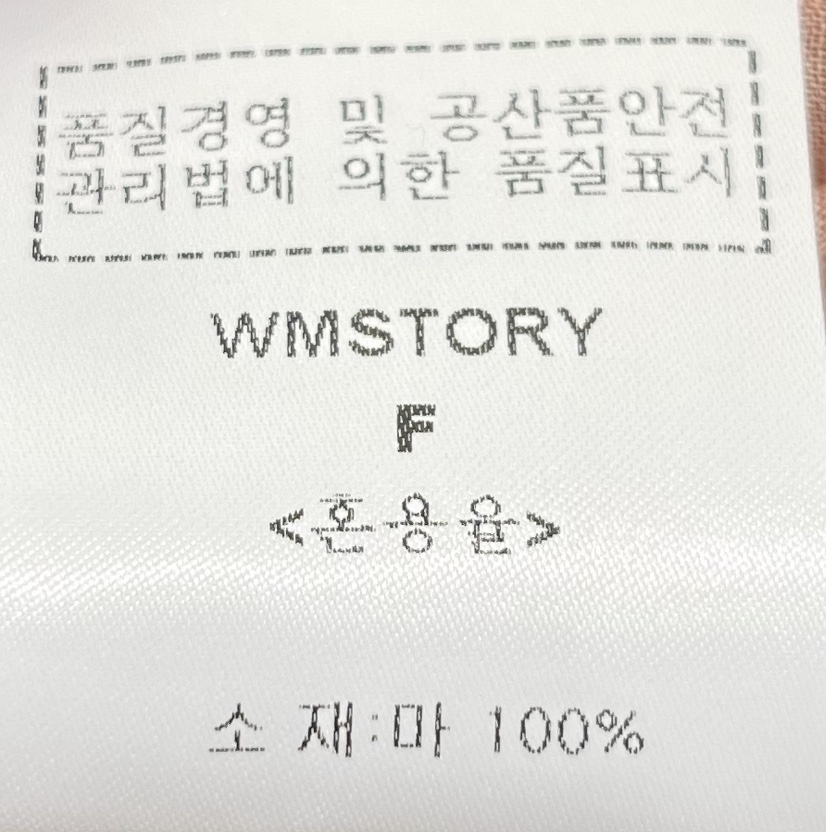 품질경영 및 공산품안전
관리법에 의한 품질표시
WMSTORY
F
<혼용율>
소 재:마 100%